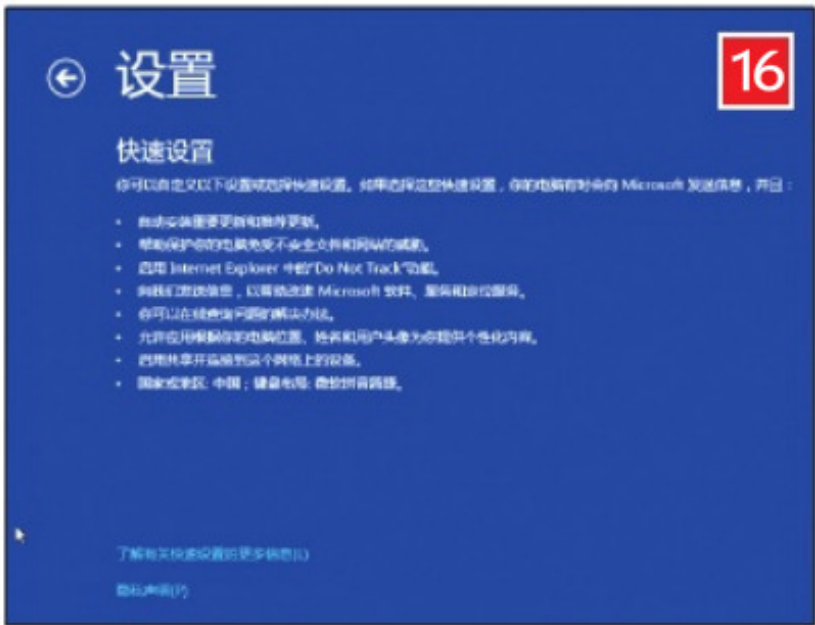 设置
16
快速设置
你可以自定义以下设置或选择快速设置。如果选择这些快速设置，你的电脑有时会向 Microsoft 发送信息，并且：
• 自动安装重要更新和推荐更新。
• 帮助保护你的电脑免受不安全文件和网站的威胁。
• 启用 Internet Explorer 中的“Do Not Track”功能。
• 向我们发送信息，以帮助改进 Microsoft 软件、服务和定位服务。
• 你可以在线查询问题的解决办法。
• 允许应用根据你的电脑位置、姓名和用户头像为你提供个性化内容。
• 启用共享并连接到这个网络上的设备。
• 国家或地区: 中国；键盘布局: 微软拼音简捷。
了解有关快速设置的更多信息(L)
隐私声明(P)